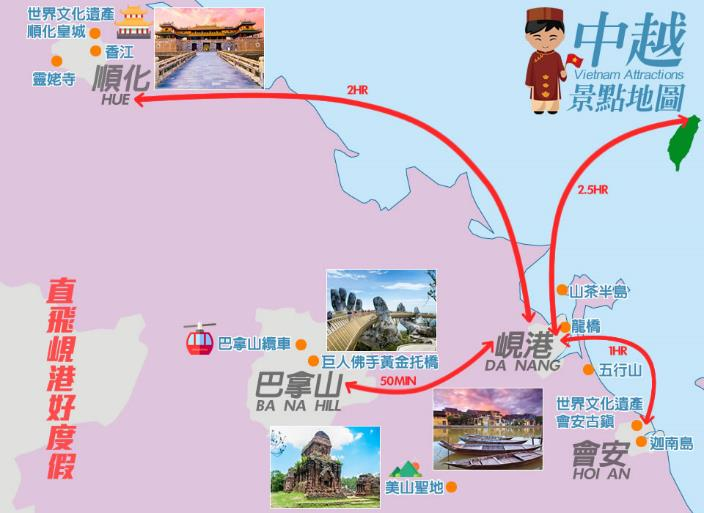 世界文化遺產
順化皇城
香江
靈姥寺
順化
HUE
2HR
中越
Vietnam Attractions
景點地圖
2.5HR
直飛峴港好度假
巴拿山纜車
巨人佛手黃金托橋
巴拿山
BA NA HILL
50MIN
山茶半島
龍橋
峴港
DA NANG
1HR
五行山
世界文化遺產
會安古鎮
迦南島
會安
HOI AN
美山聖地